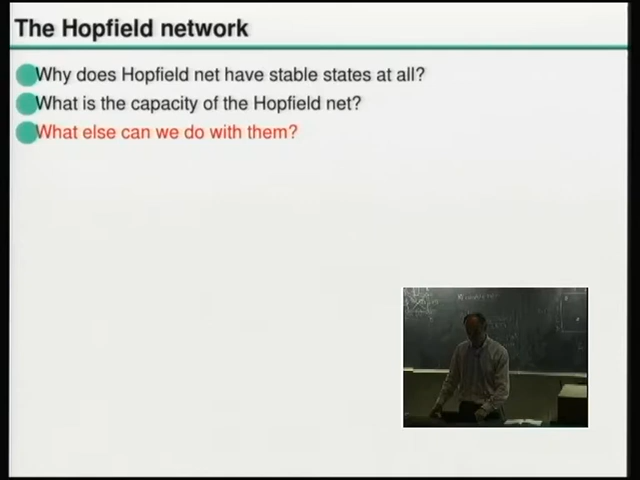 The Hopfield network
Why does Hopfield net have stable states at all?
What is the capacity of the Hopfield net?
What else can we do with them?